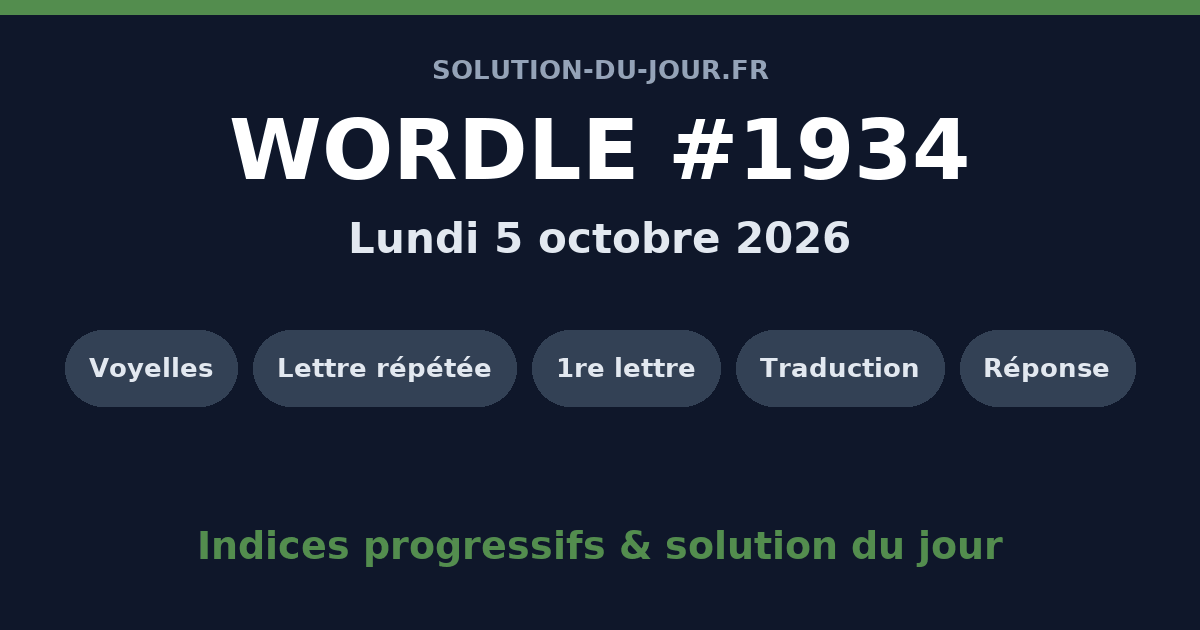 SOLUTION-DU-JOUR.FR
WORDLE #1934
Lundi 5 octobre 2026
Voyelles Lettre répétée 1re lettre Traduction Réponse
Indices progressifs & solution du jour